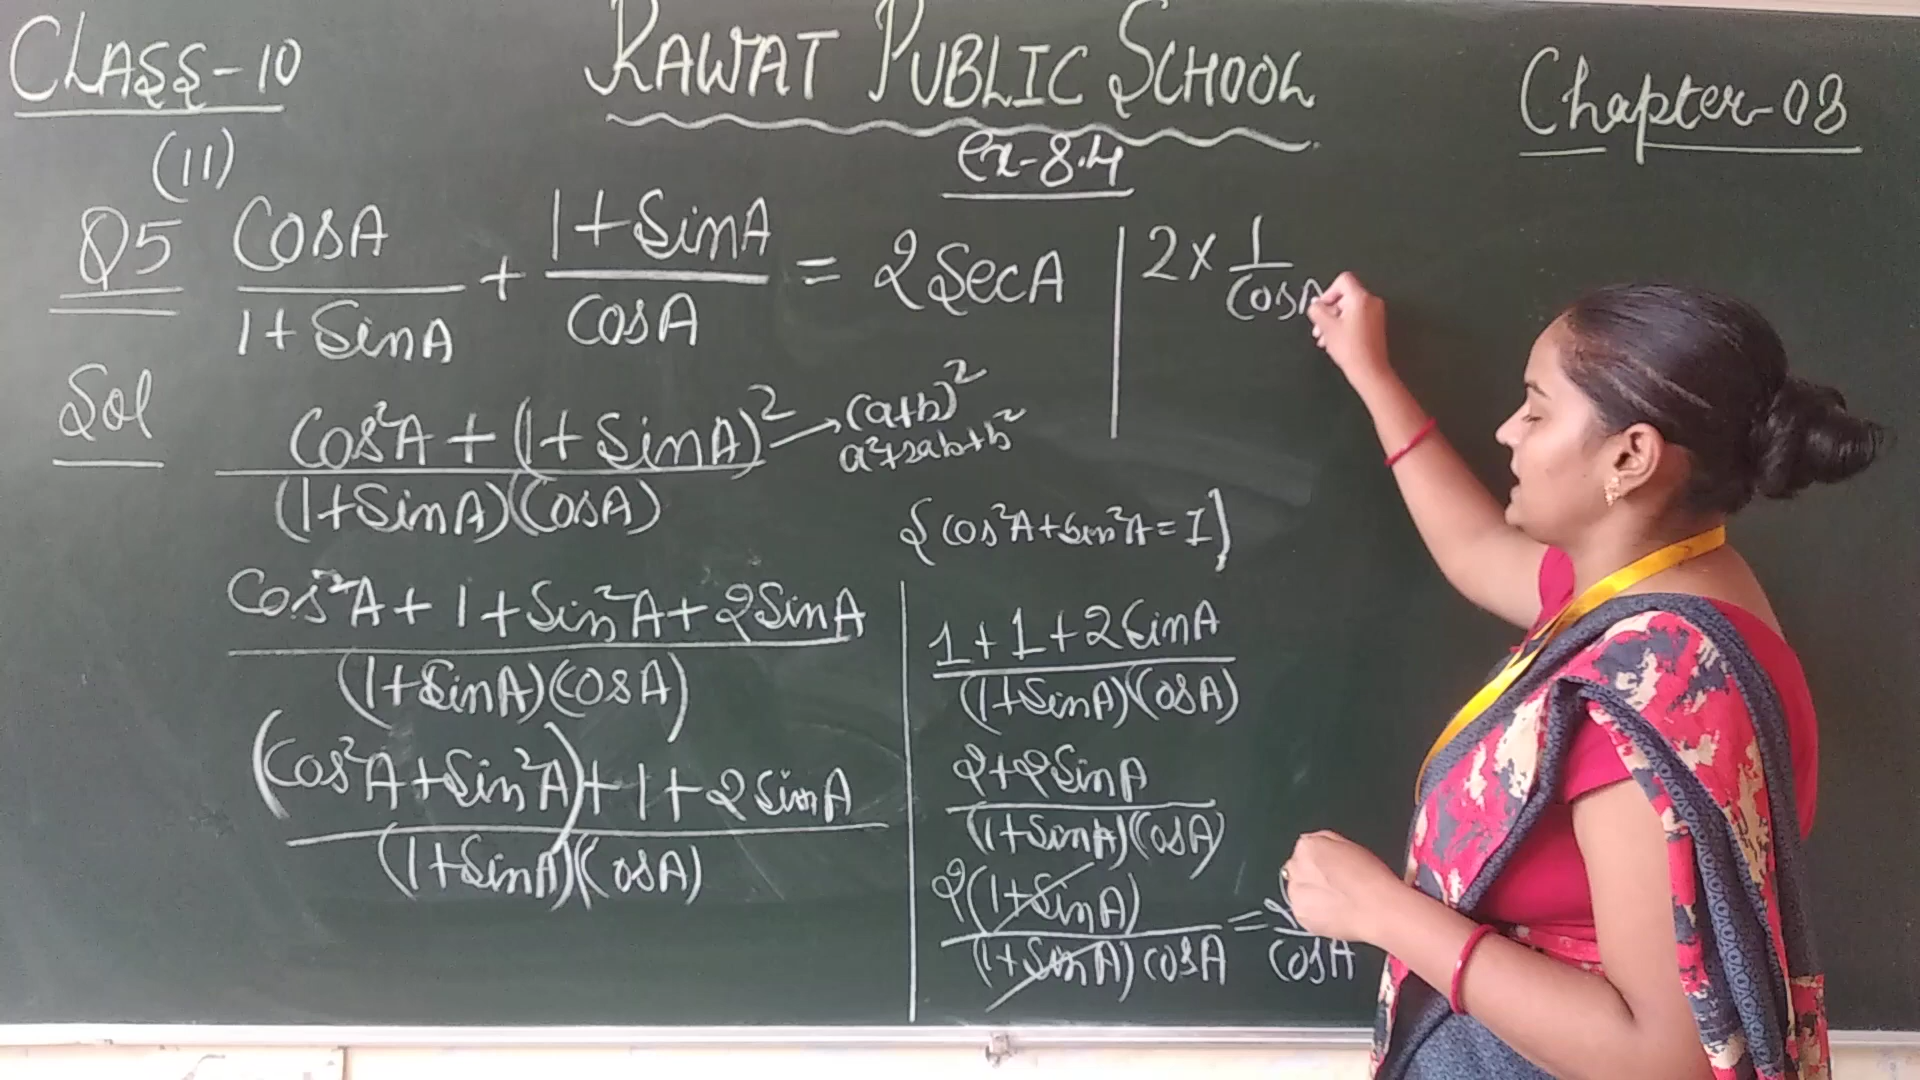 CLASS-10
RAWAT PUBLIC SCHOOL
Chapter-08
ex-8.4
(11)
Q5 CosA/1+SinA + 1+SinA/CosA = 2SecA
2 × 1/CosA
Sol
Cos²A + (1+SinA)²/(1+SinA)(CosA) → (a+b)²
a²+2ab+b²
Cos²A + 1 + Sin²A + 2SinA/(1+SinA)(CosA)
(Cos²A + Sin²A) + 1 + 2SinA/(1+SinA)(CosA)
{Cos²A + Sin²A = 1}
1 + 1 + 2SinA/(1+SinA)(CosA)
2+2SinA/(1+SinA)(CosA)
2(1+SinA)/(1+SinA)CosA = /CosA